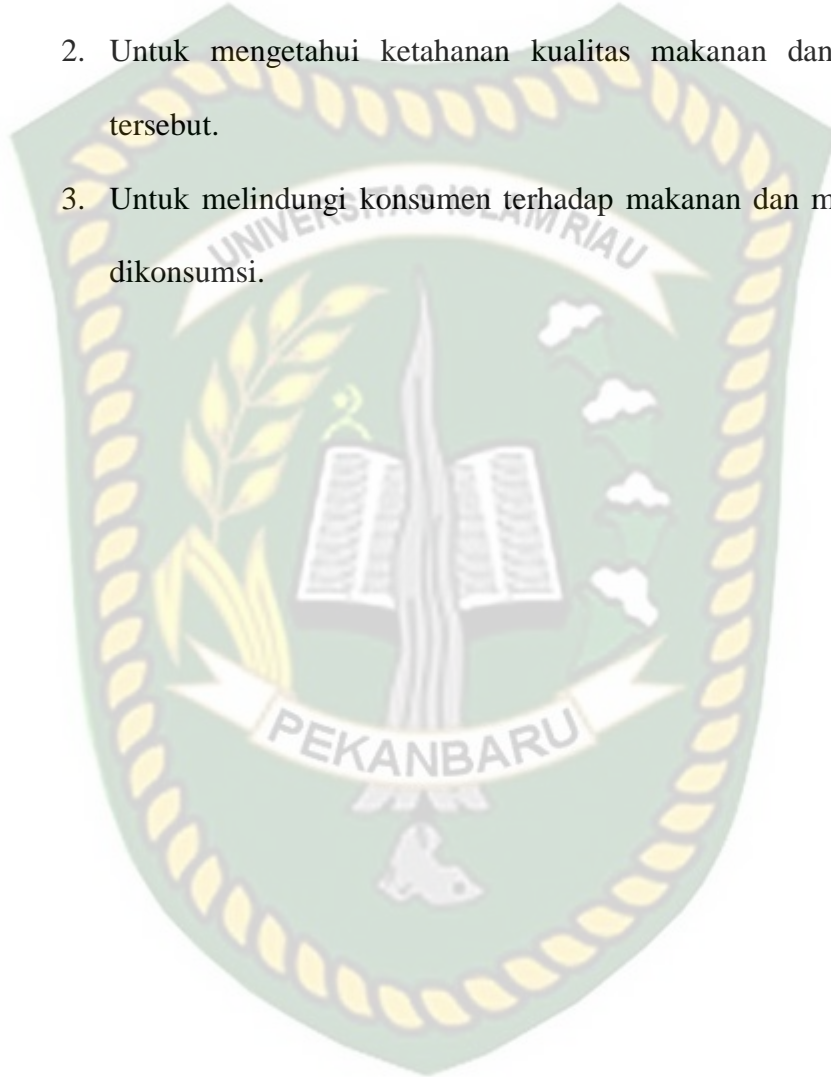 2. Untuk mengetahui ketahanan kualitas makanan dan
tersebut.
3. Untuk melindungi konsumen terhadap makanan dan m
dikonsumsi.
UNIVERSITAS ISLAM RIAU
PEKANBARU